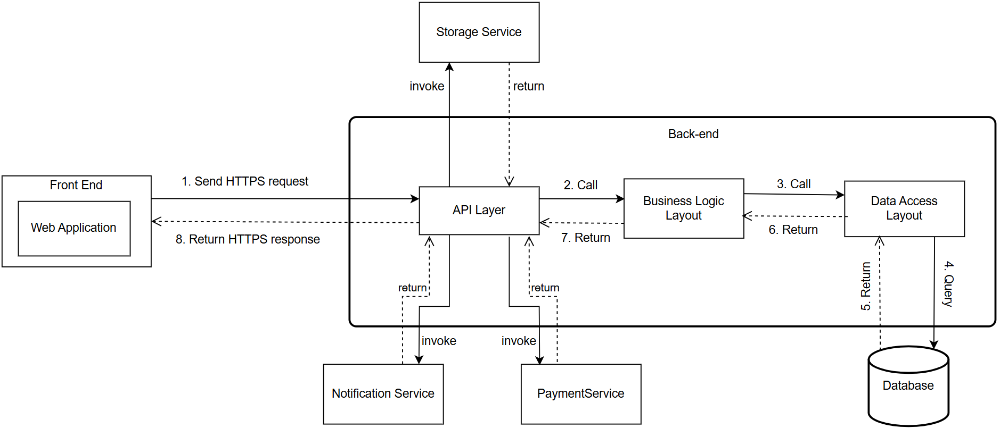 Storage Service
invoke
return
Back-end
Front End
Web Application
1. Send HTTPS request
8. Return HTTPS response
API Layer
2. Call
7. Return
Business Logic
Layout
3. Call
6. Return
Data Access
Layout
5. Return
4. Query
return
return
invoke
invoke
Notification Service
PaymentService
Database